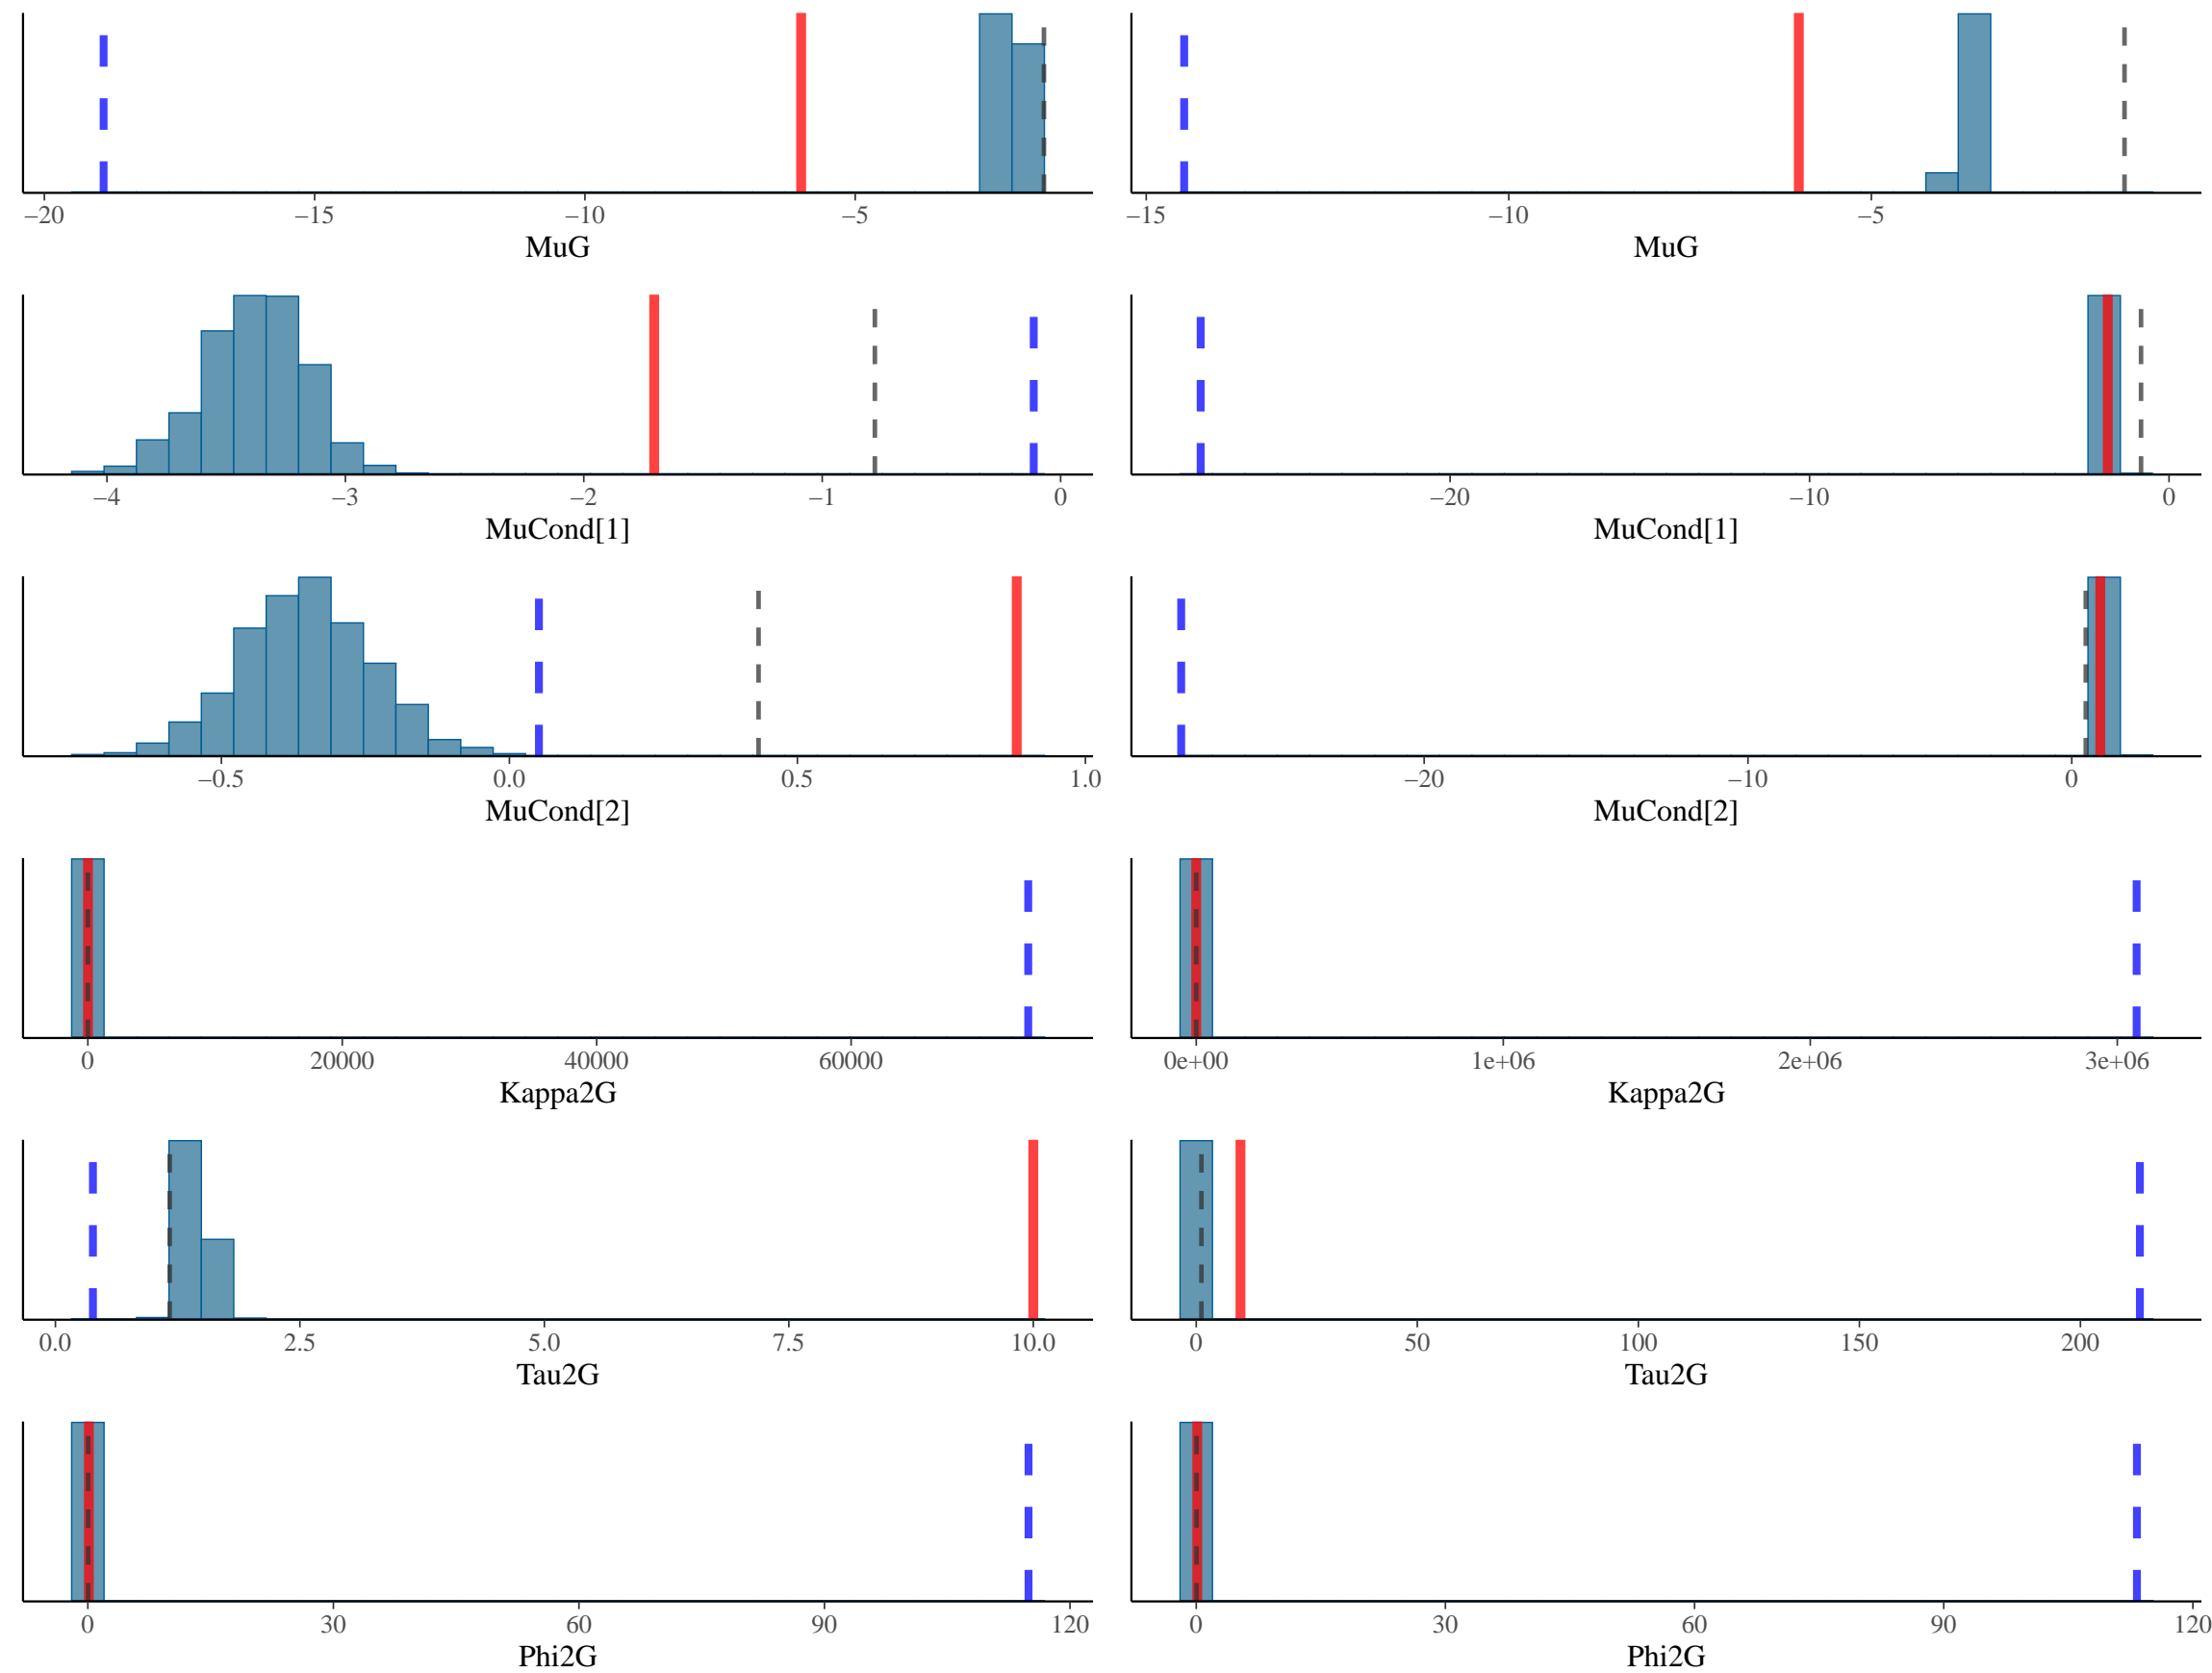 –20 –15 –10 –5
MuG
–15 –10 –5
MuG
–4 –3 –2 –1 0
MuCond[1]
–20 –10 0
MuCond[1]
–0.5 0.0 0.5 1.0
MuCond[2]
–20 –10 0
MuCond[2]
0 20000 40000 60000
Kappa2G
0e+00 1e+06 2e+06 3e+06
Kappa2G
0.0 2.5 5.0 7.5 10.0
Tau2G
0 50 100 150 200
Tau2G
0 30 60 90 120
Phi2G
0 30 60 90 120
Phi2G